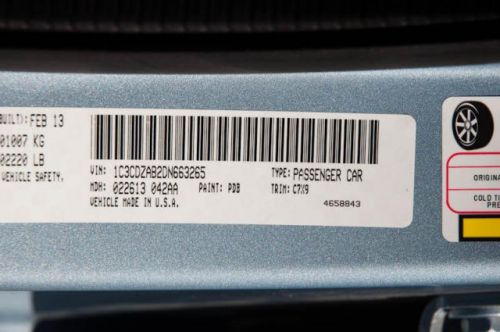 BUILT): FEB 13
01007 KG
02220 LB
VEHICLE SAFETY.
VIN: 1C3CDZAB2DN663265 TYPE: PASSENGER CAR
MDH: 022613 042AA PAINT: PDB TRIM: C7X9
VEHICLE MADE IN U.S.A. 4658843
ORIGINA
COLD TI
PRE